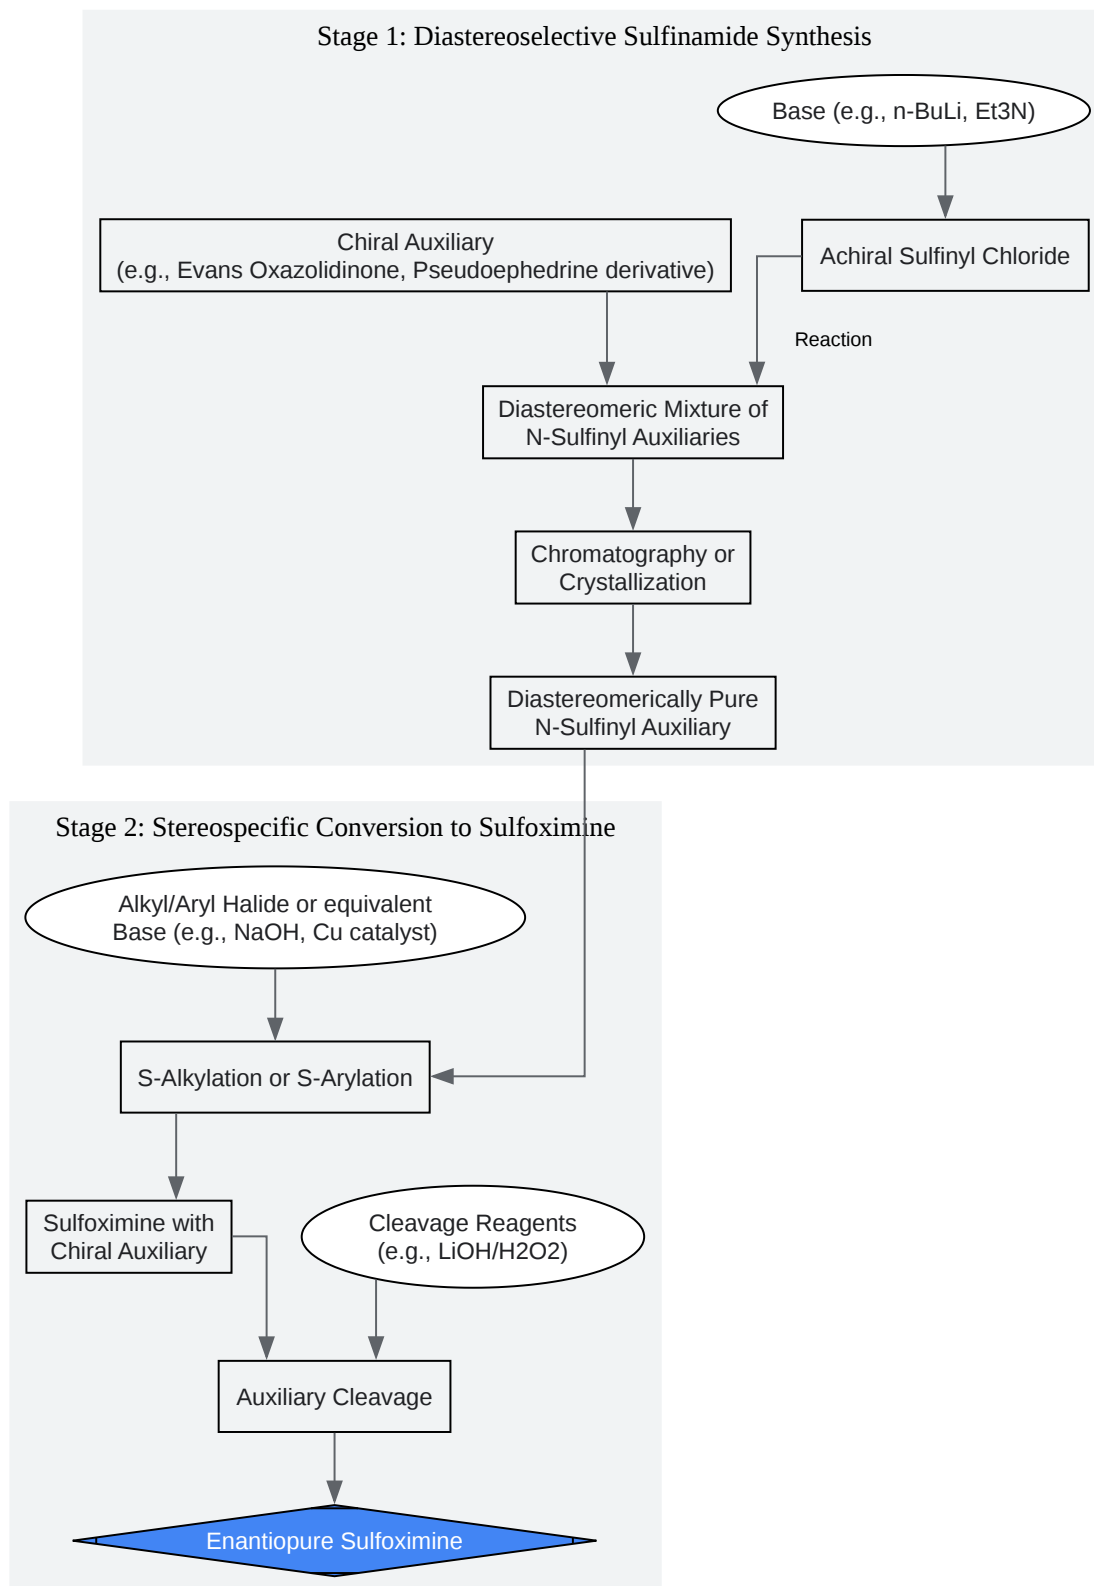 Stage 1: Diastereoselective Sulfinamide Synthesis
Base (e.g., n-BuLi, Et3N)
Chiral Auxiliary
(e.g., Evans Oxazolidinone, Pseudoephedrine derivative)
Achiral Sulfinyl Chloride
Reaction
Diastereomeric Mixture of
N-Sulfinyl Auxiliaries
Chromatography or
Crystallization
Diastereomerically Pure
N-Sulfinyl Auxiliary
Stage 2: Stereospecific Conversion to Sulfoximine
Alkyl/Aryl Halide or equivalent
Base (e.g., NaOH, Cu catalyst)
S-Alkylation or S-Arylation
Sulfoximine with
Chiral Auxiliary
Cleavage Reagents
(e.g., LiOH/H2O2)
Auxiliary Cleavage
Enantiopure Sulfoximine